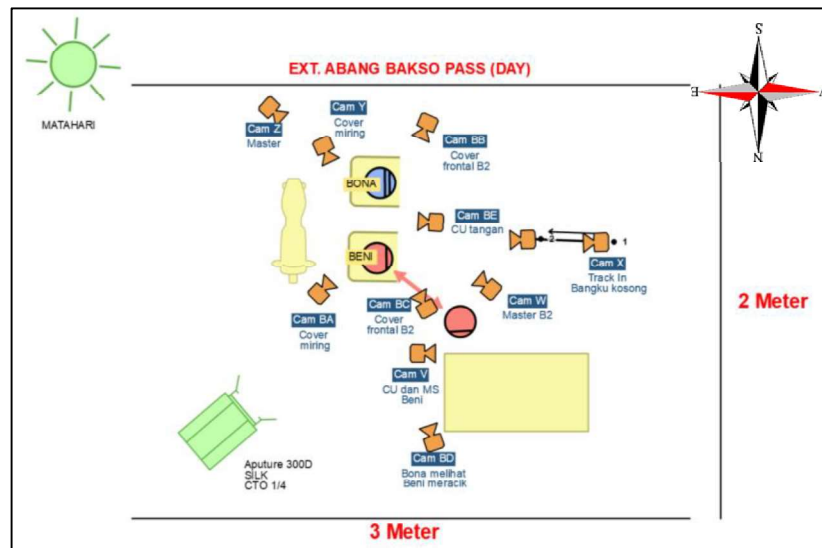 EXT. ABANG BAKSO PASS (DAY)
S
E
N
MATAHARI
Cam Z
Master
Cam Y
Cover
miring
Cam BB
Cover
frontal B2
BONA
Cam BE
CU tangan
2
1
Cam X
Track In
Bangku kosong
BENI
Cam BA
Cover
miring
Cam BC
Cover
frontal B2
Cam W
Master B2
2 Meter
Cam V
CU dan MS
Beni
Cam BD
Bona melihat
Beni meracik
Aputure 300D
SILK
CTO 1/4
3 Meter